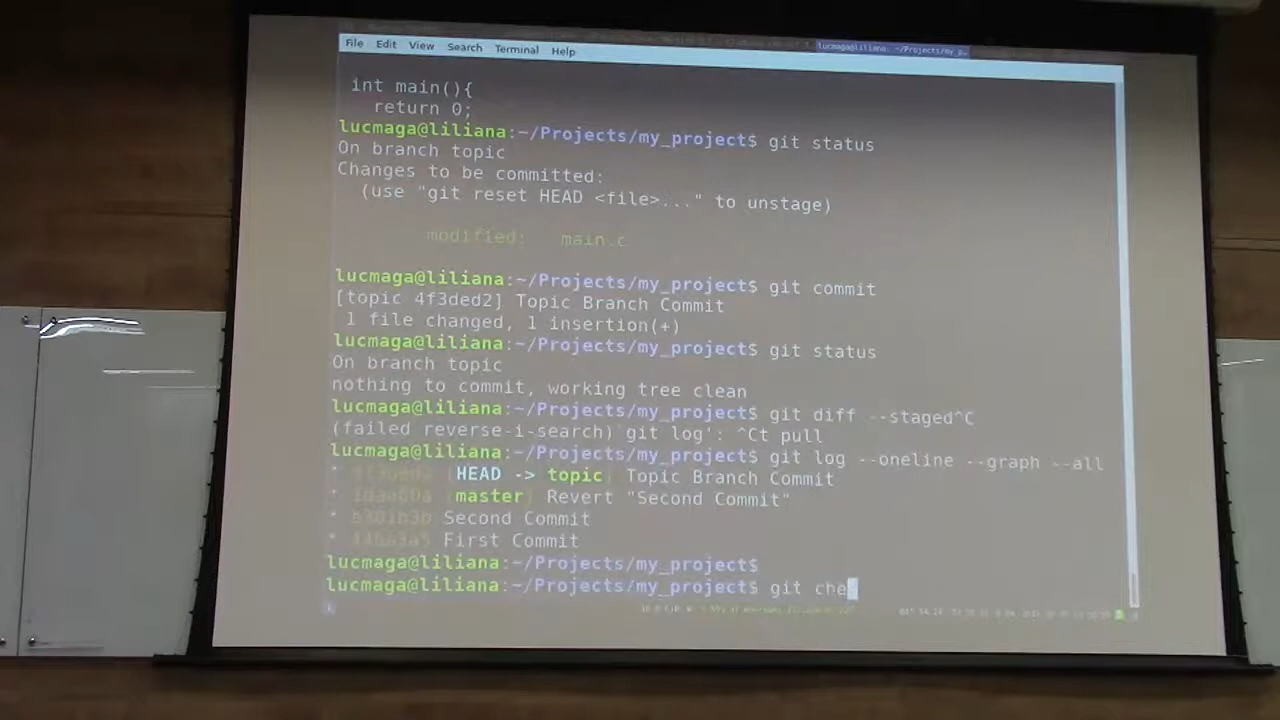 File Edit View Search Terminal Help
lucmaga@liliana: ~/Projects/my_p...
int main(){
return 0;
lucmaga@liliana:~/Projects/my_project$ git status
On branch topic
Changes to be committed:
(use "git reset HEAD <file>..." to unstage)
modified: main.c
lucmaga@liliana:~/Projects/my_project$ git commit
[topic 4f3ded2] Topic Branch Commit
1 file changed, 1 insertion(+)
lucmaga@liliana:~/Projects/my_project$ git status
On branch topic
nothing to commit, working tree clean
lucmaga@liliana:~/Projects/my_project$ git diff --staged^C
(failed reverse-i-search)`git log': ^Ct pull
lucmaga@liliana:~/Projects/my_project$ git log --oneline --graph --all
* 4f3ded2 (HEAD -> topic) Topic Branch Commit
* (master) Revert "Second Commit"
* Second Commit
* First Commit
lucmaga@liliana:~/Projects/my_project$
lucmaga@liliana:~/Projects/my_project$ git che